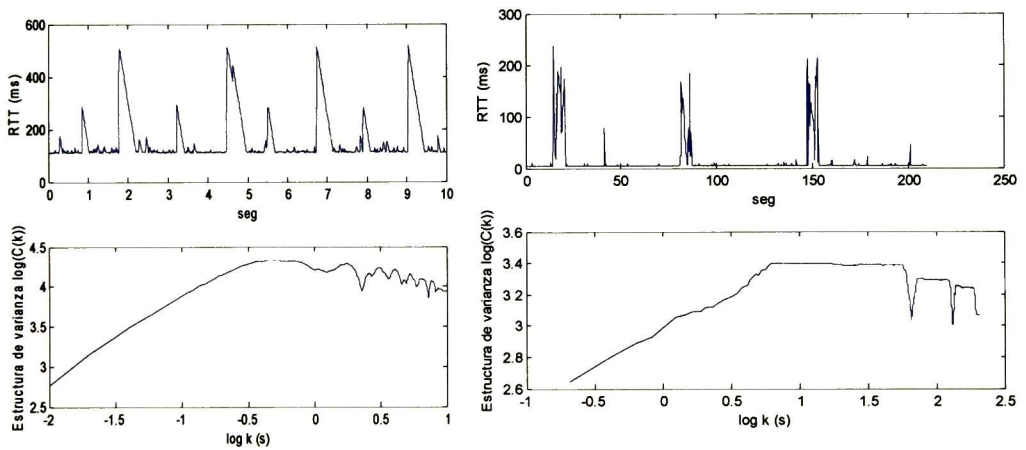 600
400
200
0
RTT (ms)
0 1 2 3 4 5 6 7 8 9 10
seg
300
200
100
0
RTT (ms)
0 50 100 150 200 250
seg
4.5
4
3.5
3
2.5
Estructura de varianza log(C(k))
-2 -1.5 -1 -0.5 0 0.5 1
log k (s)
3.6
3.4
3.2
3
2.8
2.6
Estructura de varianza log(C(k))
-1 -0.5 0 0.5 1 1.5 2 2.5
log k (s)